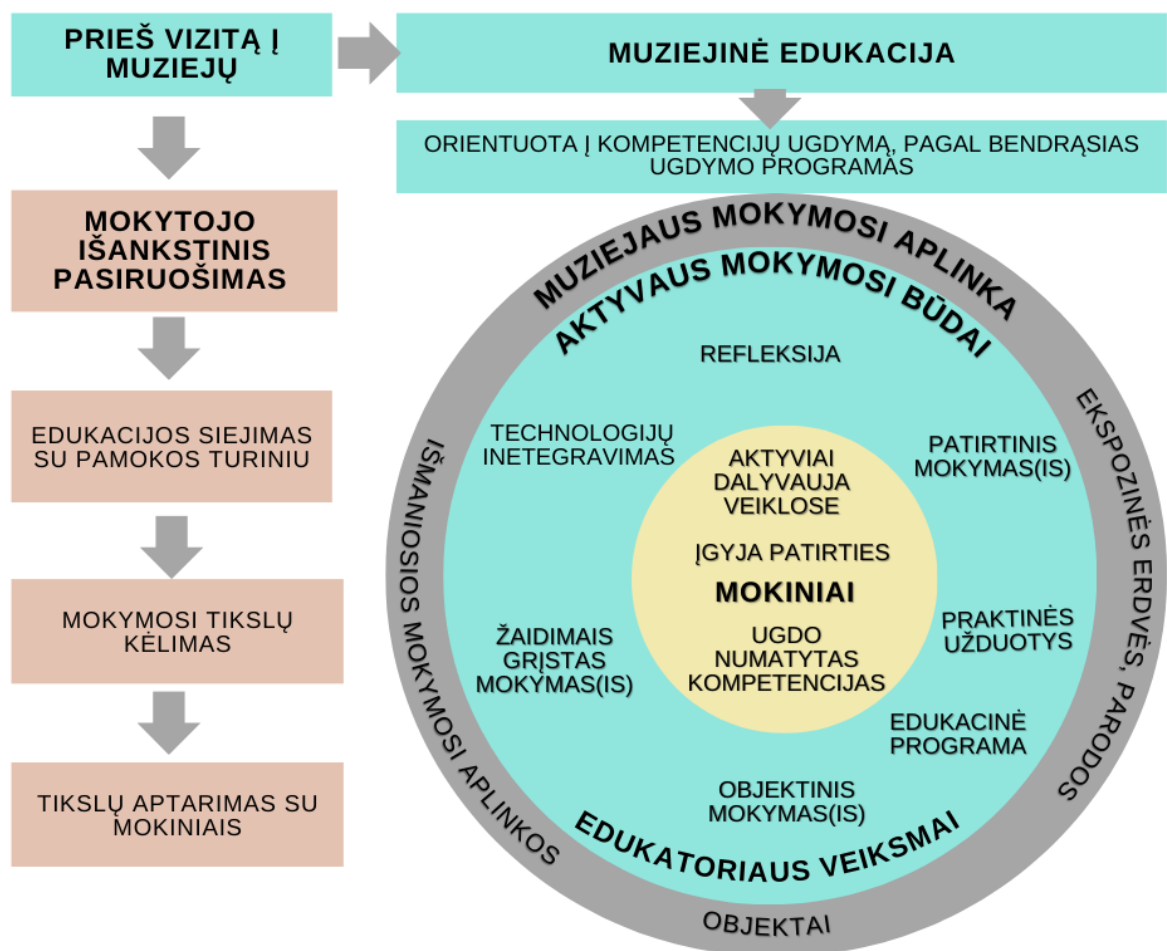 PRIEŠ VIZITĄ Į
MUZIEJŲ
MUZIEJINĖ EDUKACIJA
ORIENTUOTA Į KOMPETENCIJŲ UGDYMĄ, PAGAL BENDRĄSIAS
UGDYMO PROGRAMAS
MOKYTOJO
IŠANKSTINIS
PASIRUOŠIMAS
EDUKACIJOS SIEJIMAS
SU PAMOKOS TURINIU
MOKYMOSI TIKSLŲ
KĖLIMAS
TIKSLŲ APTARIMAS SU
MOKINIAIS
MUZIEJAUS MOKYMOSI APLINKA
AKTYVAUS MOKYMOSI BŪDAI
REFLEKSIJA
TECHNOLOGIJŲ
INETEGRAVIMAS
PATIRTINIS
MOKYMAS(IS)
AKTYVIAI
DALYVAUJA
VEIKLOSE
ĮGYJA PATIRTIES
MOKINIAI
UGDO
NUMATYTAS
KOMPETENCIJAS
ŽAIDIMAIS
GRĮSTAS
MOKYMAS(IS)
PRAKTINĖS
UŽDUOTYS
EDUKACINĖ
PROGRAMA
OBJEKTINIS
MOKYMAS(IS)
EDUKATORIAUS VEIKSMAI
IŠMANIOSIOS MOKYMOSI APLINKOS
EKSPOZINĖS ERDVĖS, PARODOS
OBJEKTAI